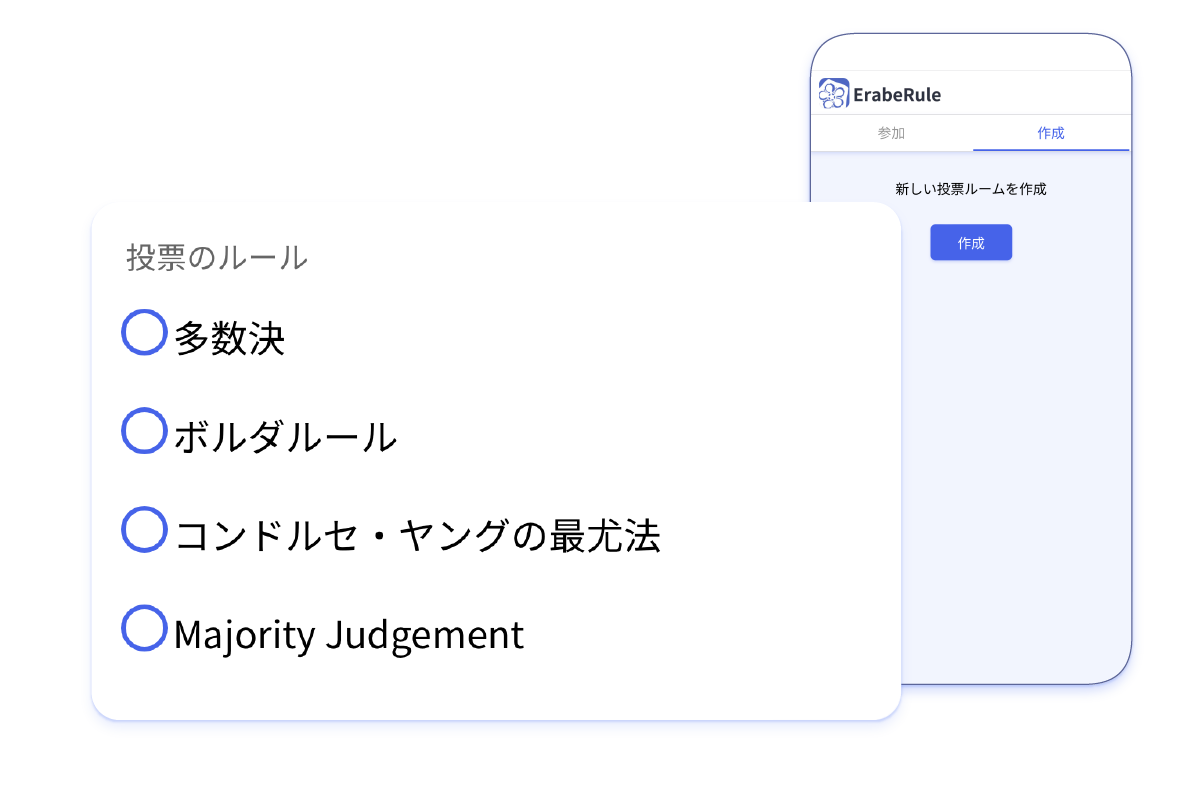 ErabeRule
参加 作成
新しい投票ルームを作成
作成
投票のルール
多数決
ボルダルール
コンドルセ・ヤングの最尤法
Majority Judgement